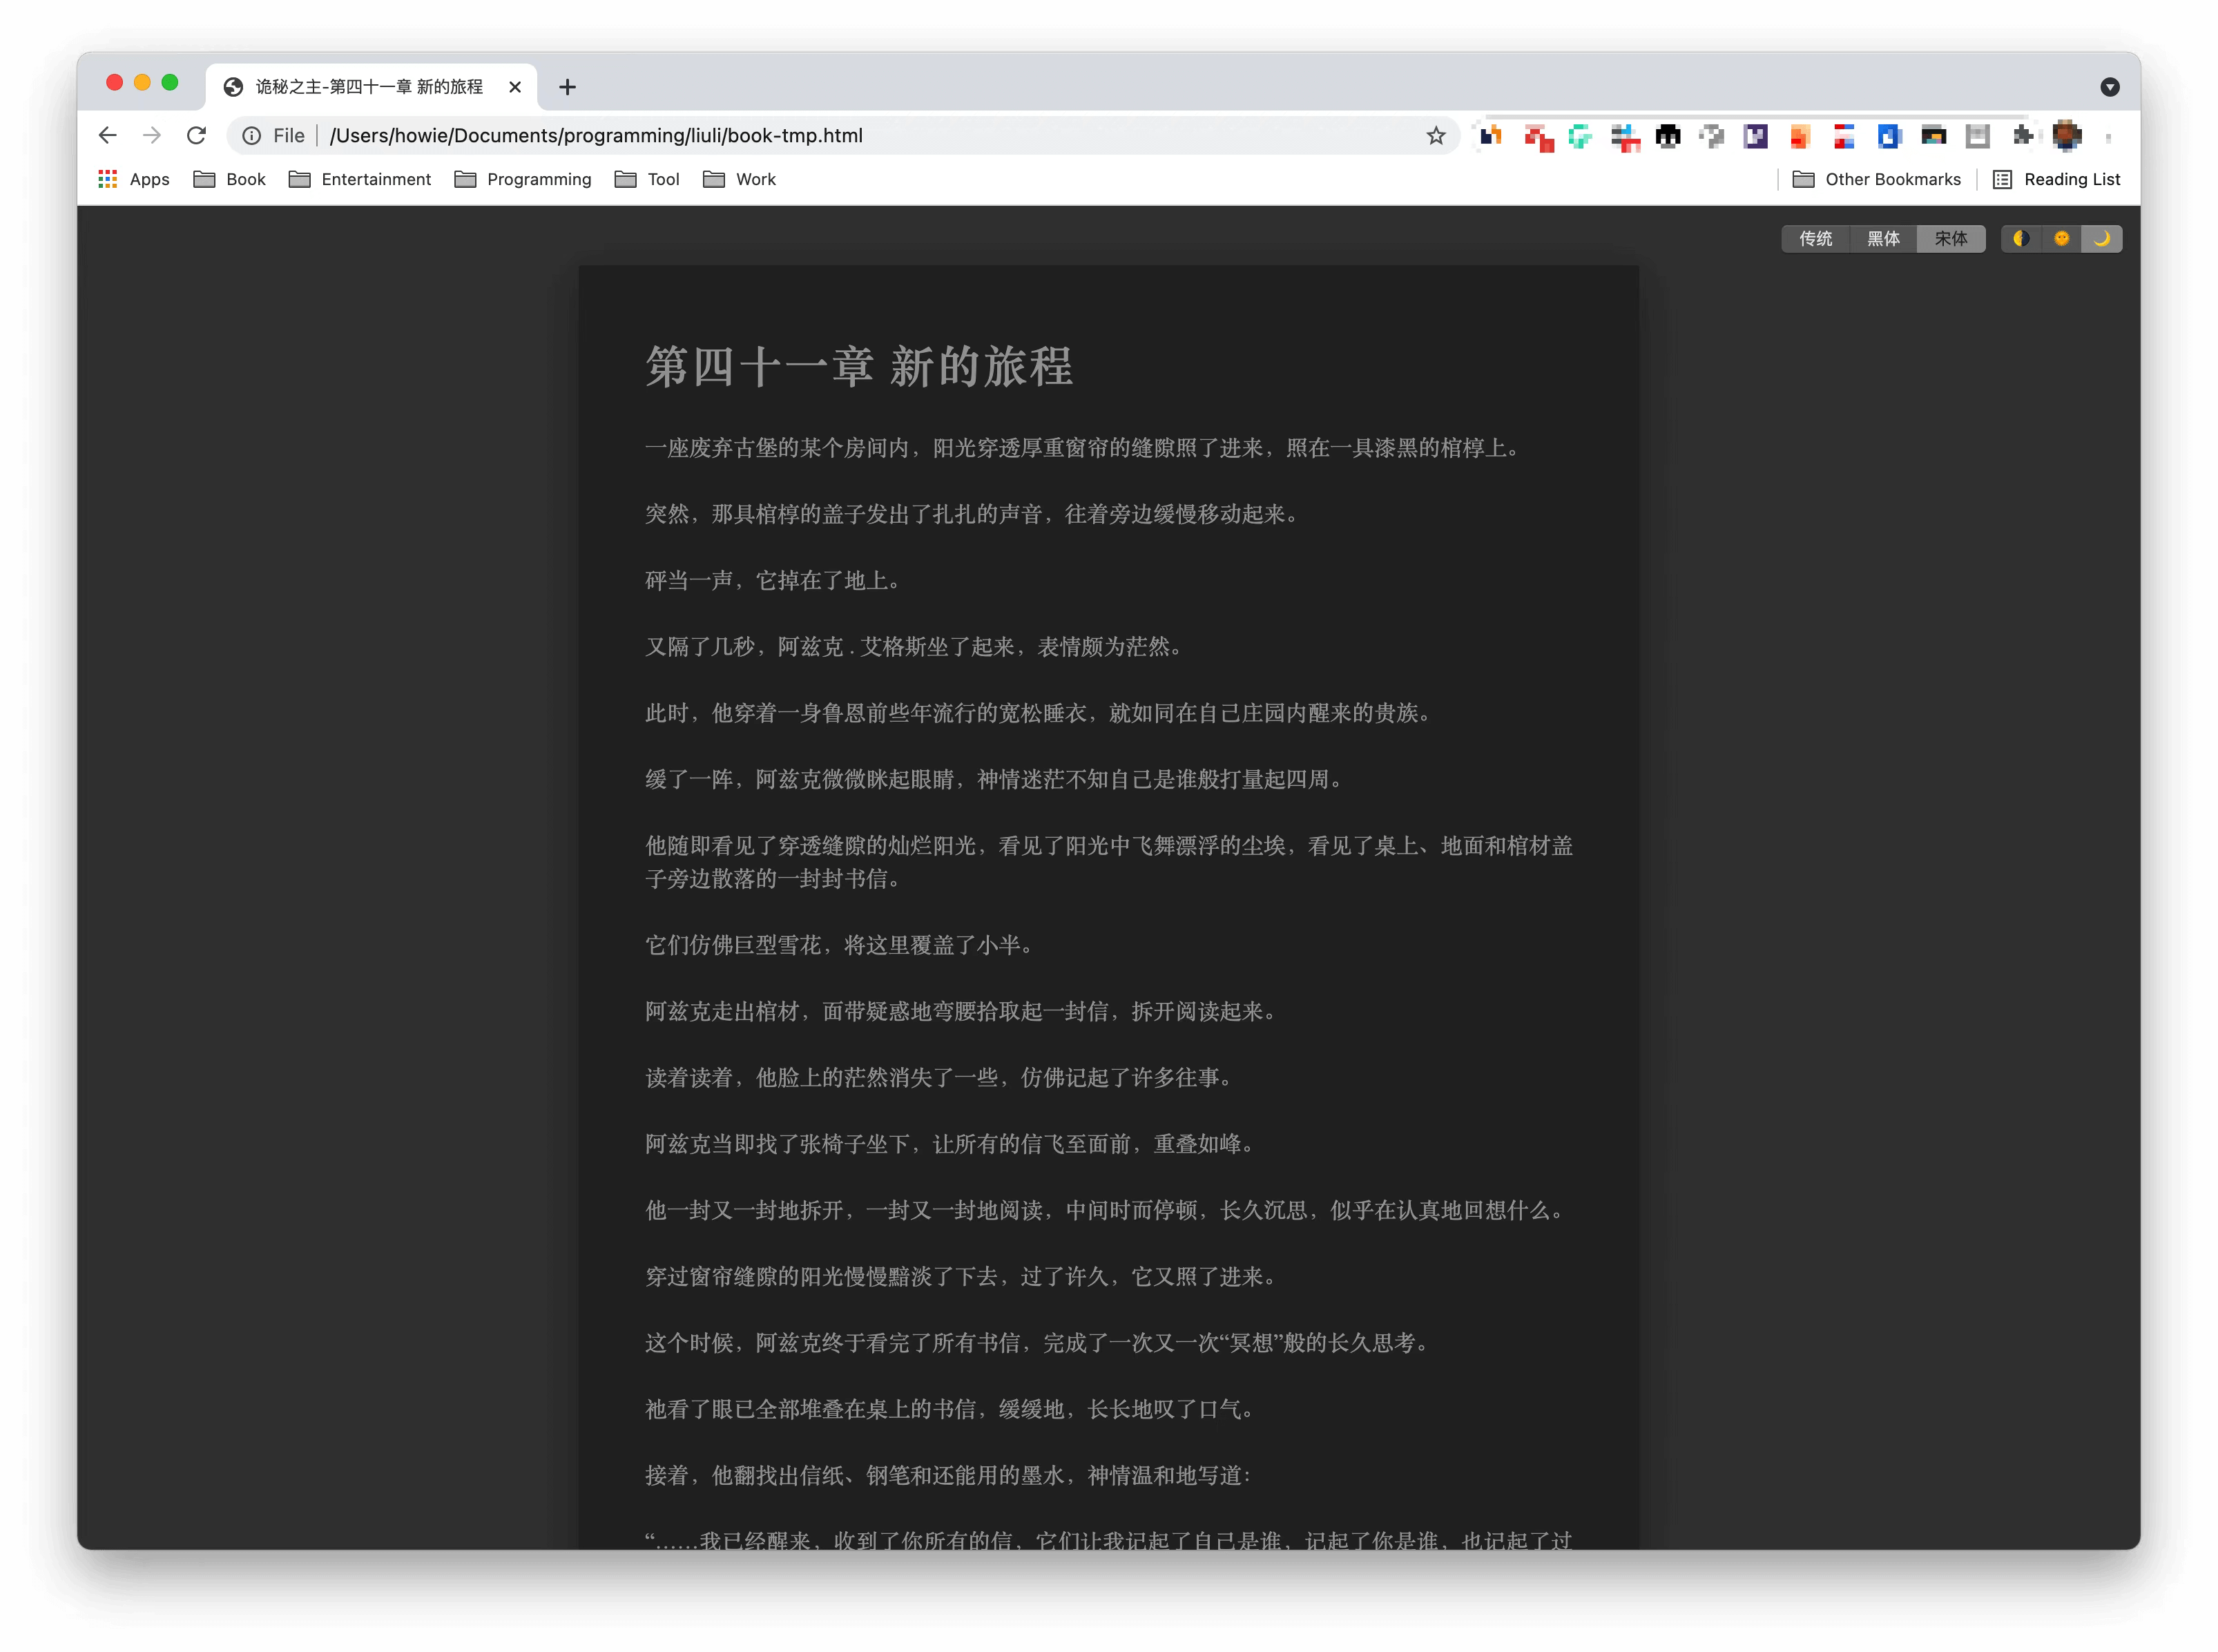 诡秘之主-第四十一章 新的旅程
File
/Users/howie/Documents/programming/liuli/book-tmp.html
Apps
Book
Entertainment
Programming
Tool
Work
Other Bookmarks
Reading List
传统
黑体
宋体
第四十一章 新的旅程
一座废弃古堡的某个房间内，阳光穿透厚重窗帘的缝隙照了进来，照在一具漆黑的棺椁上。
突然，那具棺椁的盖子发出了扎扎的声音，往着旁边缓慢移动起来。
砰当一声，它掉在了地上。
又隔了几秒，阿兹克．艾格斯坐了起来，表情颇为茫然。
此时，他穿着一身鲁恩前些年流行的宽松睡衣，就如同在自己庄园内醒来的贵族。
缓了一阵，阿兹克微微眯起眼睛，神情迷茫不知自己是谁般打量起四周。
他随即看见了穿透缝隙的灿烂阳光，看见了阳光中飞舞漂浮的尘埃，看见了桌上、地面和棺材盖
子旁边散落的一封封书信。
它们仿佛巨型雪花，将这里覆盖了小半。
阿兹克走出棺材，面带疑惑地弯腰拾取起一封信，拆开阅读起来。
读着读着，他脸上的茫然消失了一些，仿佛记起了许多往事。
阿兹克当即找了张椅子坐下，让所有的信飞至面前，重叠如峰。
他一封又一封地拆开，一封又一封地阅读，中间时而停顿，长久沉思，似乎在认真地回想什么。
穿过窗帘缝隙的阳光慢慢黯淡了下去，过了许久，它又照了进来。
这个时候，阿兹克终于看完了所有书信，完成了一次又一次“冥想”般的长久思考。
祂看了眼已全部堆叠在桌上的书信，缓缓地，长长地叹了口气。
接着，他翻找出信纸、钢笔和还能用的墨水，神情温和地写道：
“……我已经醒来，收到了你所有的信，它们让我记起了自己是谁，记起了你是谁，也记起了过